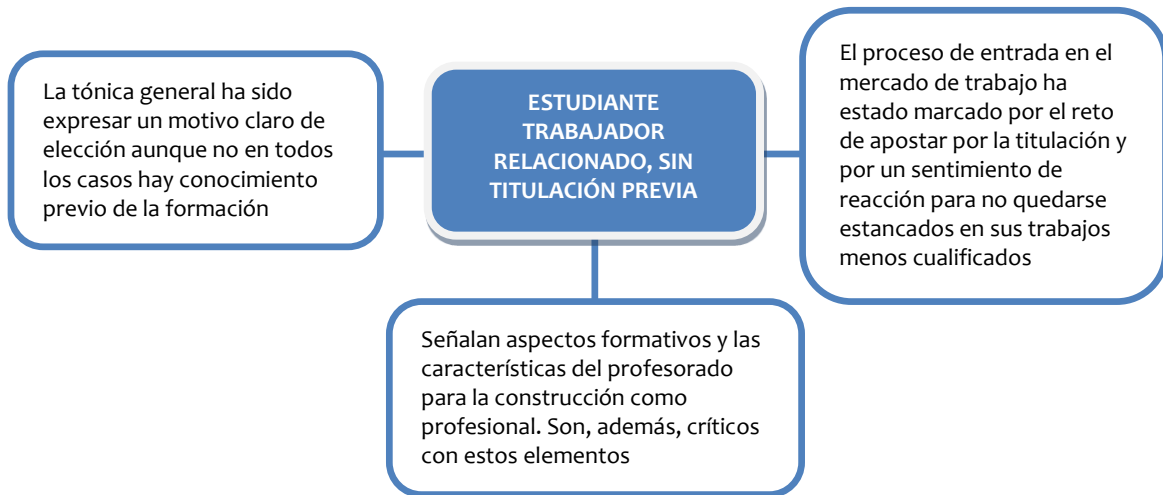 La tónica general ha sido
expresar un motivo claro de
elección aunque no en todos
los casos hay conocimiento
previo de la formación
ESTUDIANTE
TRABAJADOR
RELACIONADO, SIN
TITULACIÓN PREVIA
El proceso de entrada en el
mercado de trabajo ha
estado marcado por el reto
de apostar por la titulación y
por un sentimiento de
reacción para no quedarse
estancados en sus trabajos
menos cualificados
Señalan aspectos formativos y las
características del profesorado
para la construcción como
profesional. Son, además, críticos
con estos elementos